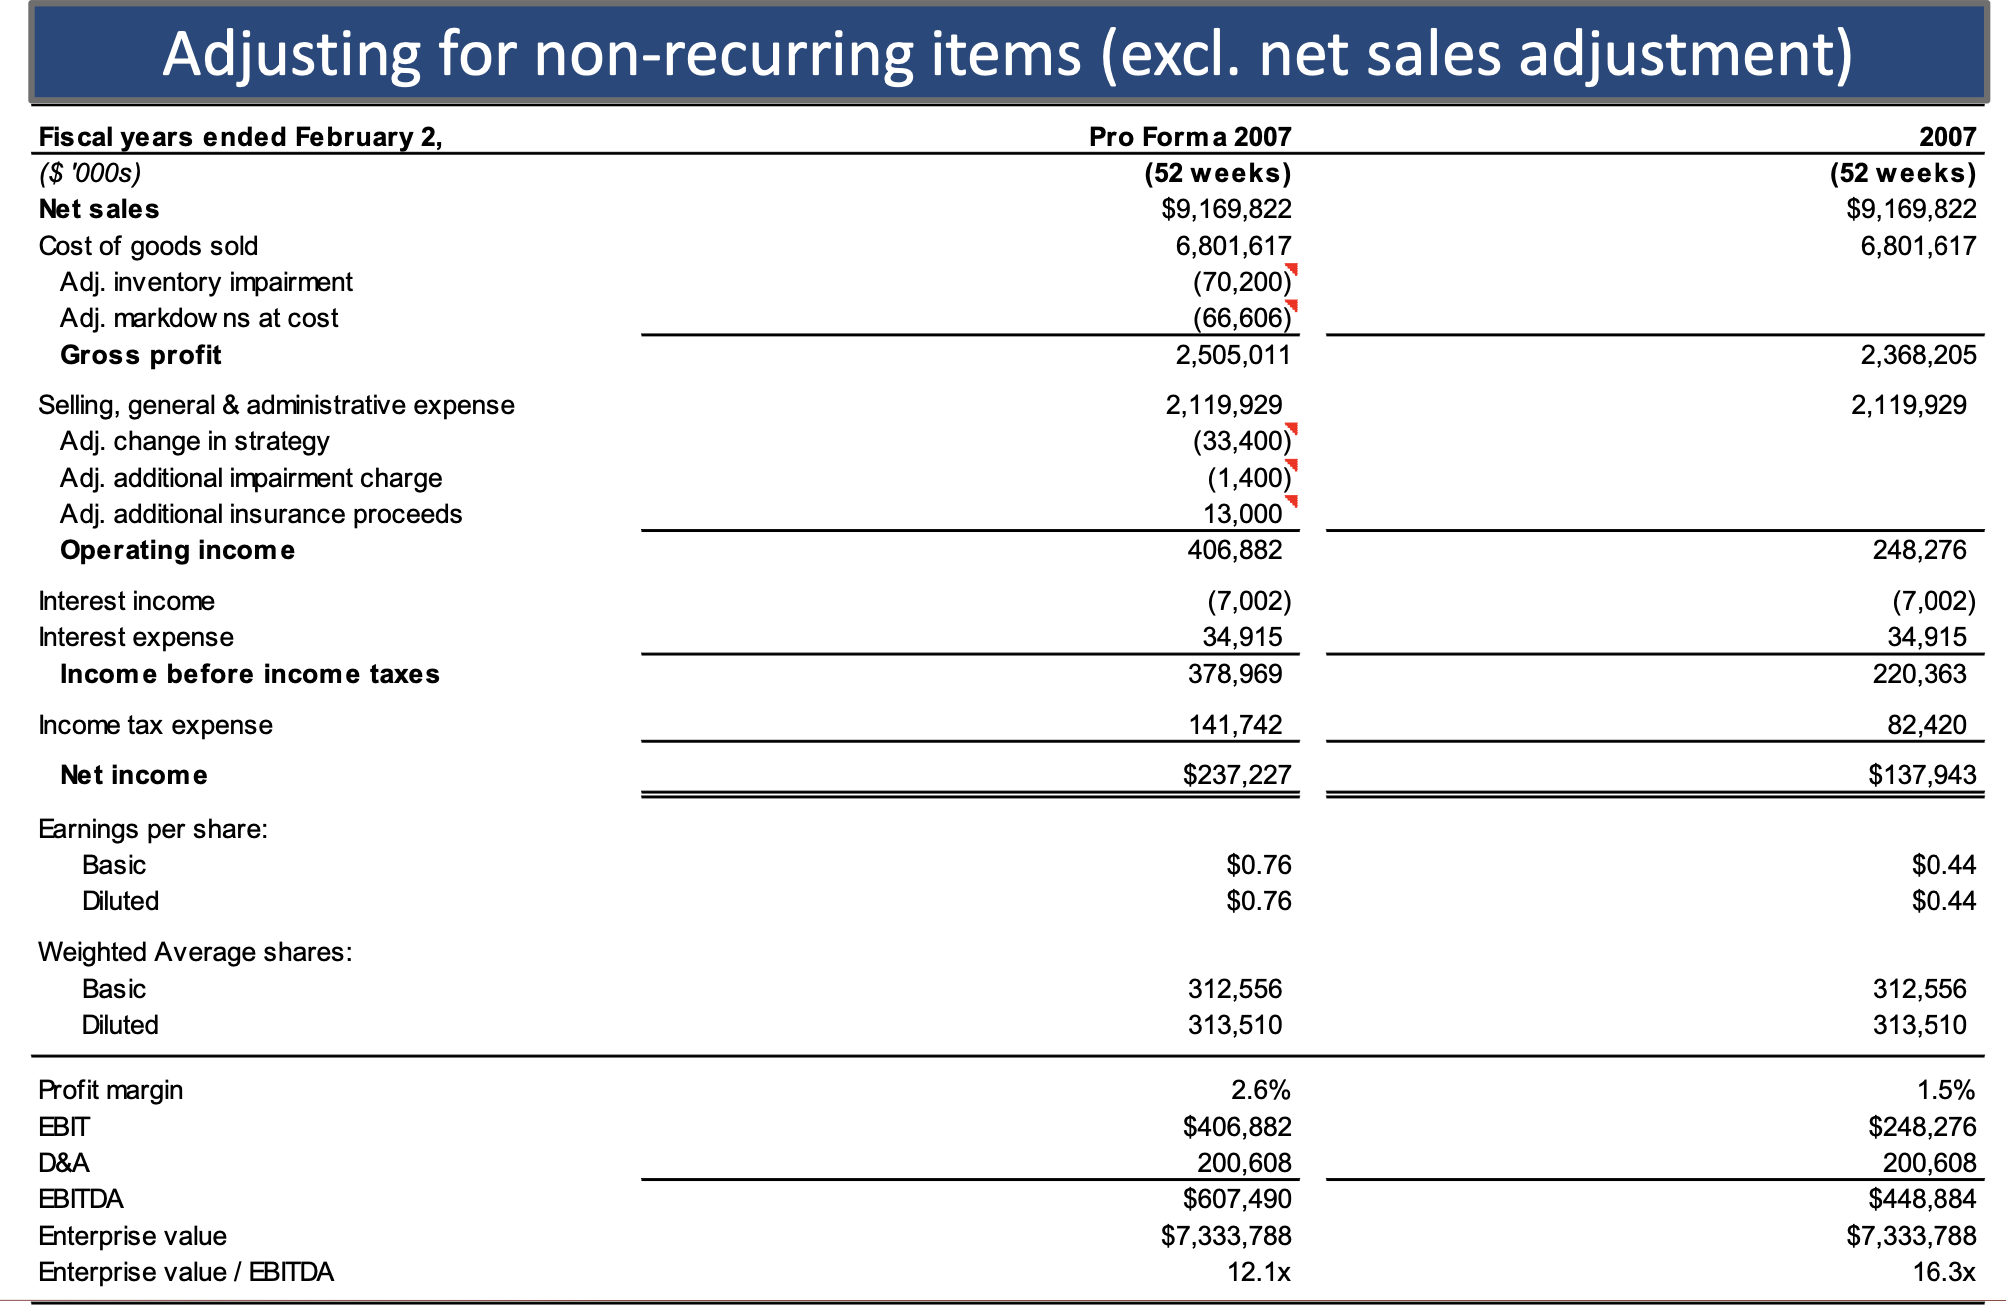 Adjusting for non-recurring items (excl. net sales adjustment)
Fiscal years ended February 2, Pro Forma 2007 2007
($ '000s) (52 weeks) (52 weeks)
Net sales $9,169,822 $9,169,822
Cost of goods sold 6,801,617 6,801,617
Adj. inventory impairment (70,200)
Adj. markdowns at cost (66,606)
Gross profit 2,505,011 2,368,205
Selling, general & administrative expense 2,119,929 2,119,929
Adj. change in strategy (33,400)
Adj. additional impairment charge (1,400)
Adj. additional insurance proceeds 13,000
Operating income 406,882 248,276
Interest income (7,002) (7,002)
Interest expense 34,915 34,915
Income before income taxes 378,969 220,363
Income tax expense 141,742 82,420
Net income $237,227 $137,943
Earnings per share:
Basic $0.76 $0.44
Diluted $0.76 $0.44
Weighted Average shares:
Basic 312,556 312,556
Diluted 313,510 313,510
Profit margin 2.6% 1.5%
EBIT $406,882 $248,276
D&A 200,608 200,608
EBITDA $607,490 $448,884
Enterprise value $7,333,788 $7,333,788
Enterprise value / EBITDA 12.1x 16.3x